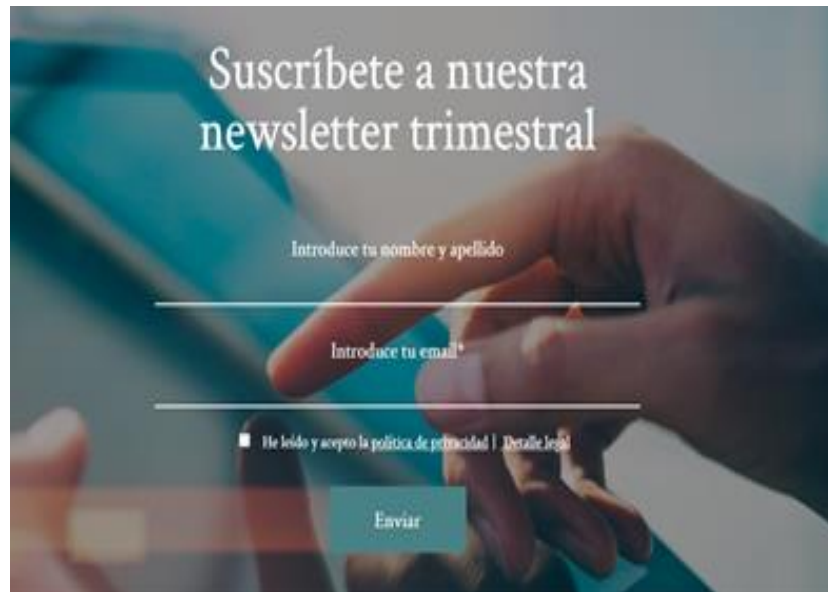 Suscríbete a nuestra
newsletter trimestral
Introduce tu nombre y apellido
Introduce tu email*
He leído y acepto la política de privacidad | Detalle legal
Enviar